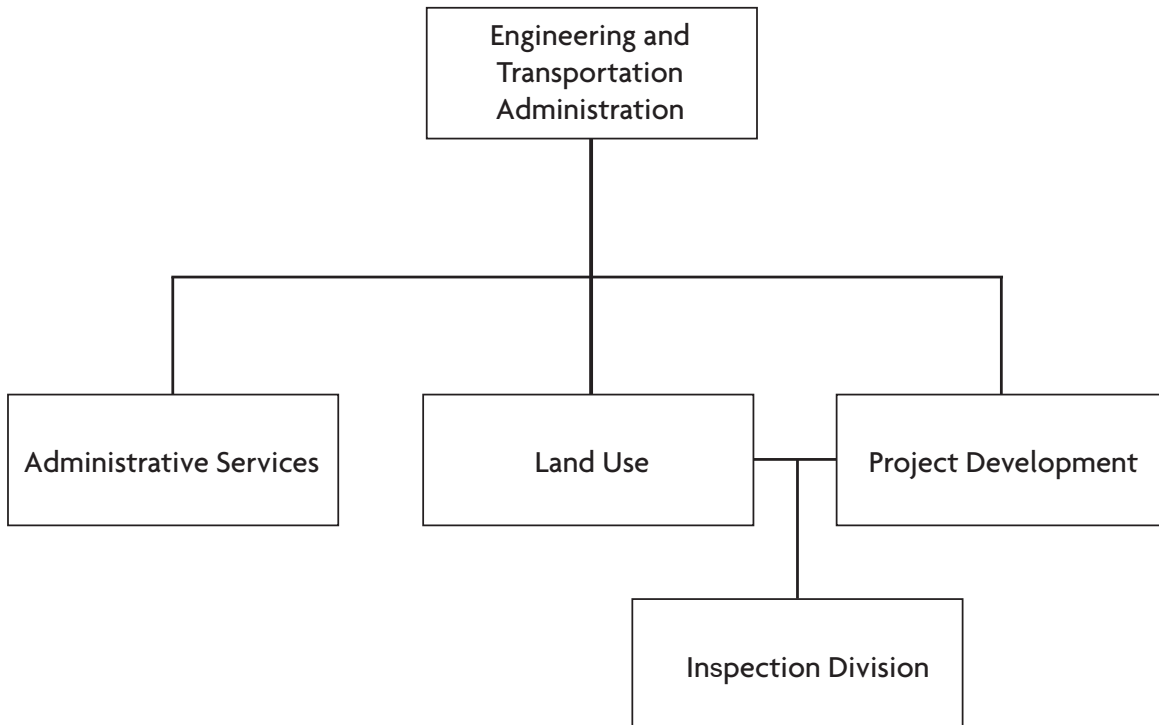 Engineering and
Transportation
Administration
Administrative Services
Land Use
Project Development
Inspection Division